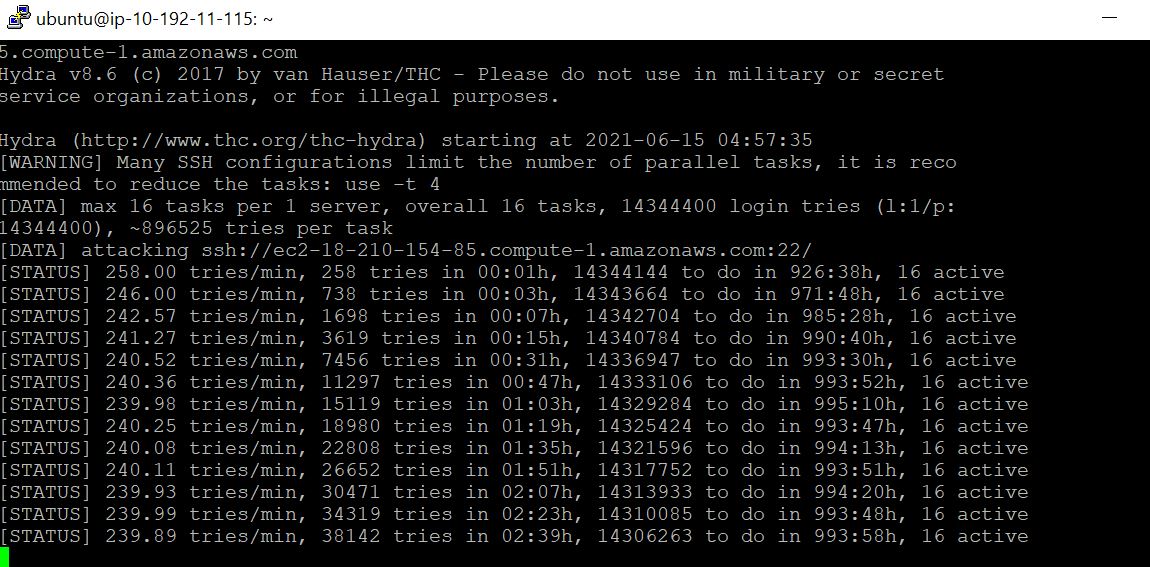 ubuntu@ip-10-192-11-115: ~
5.compute-1.amazonaws.com
Hydra v8.6 (c) 2017 by van Hauser/THC - Please do not use in military or secret
service organizations, or for illegal purposes.
Hydra (http://www.thc.org/thc-hydra) starting at 2021-06-15 04:57:35
[WARNING] Many SSH configurations limit the number of parallel tasks, it is reco
mmended to reduce the tasks: use -t 4
[DATA] max 16 tasks per 1 server, overall 16 tasks, 14344400 login tries (l:1/p:
14344400), ~896525 tries per task
[DATA] attacking ssh://ec2-18-210-154-85.compute-1.amazonaws.com:22/
[STATUS] 258.00 tries/min, 258 tries in 00:01h, 14344144 to do in 926:38h, 16 active
[STATUS] 246.00 tries/min, 738 tries in 00:03h, 14343664 to do in 971:48h, 16 active
[STATUS] 242.57 tries/min, 1698 tries in 00:07h, 14342704 to do in 985:28h, 16 active
[STATUS] 241.27 tries/min, 3619 tries in 00:15h, 14340784 to do in 990:40h, 16 active
[STATUS] 240.52 tries/min, 7456 tries in 00:31h, 14336947 to do in 993:30h, 16 active
[STATUS] 240.36 tries/min, 11297 tries in 00:47h, 14333106 to do in 993:52h, 16 active
[STATUS] 239.98 tries/min, 15119 tries in 01:03h, 14329284 to do in 995:10h, 16 active
[STATUS] 240.25 tries/min, 18980 tries in 01:19h, 14325424 to do in 993:47h, 16 active
[STATUS] 240.08 tries/min, 22808 tries in 01:35h, 14321596 to do in 994:13h, 16 active
[STATUS] 240.11 tries/min, 26652 tries in 01:51h, 14317752 to do in 993:51h, 16 active
[STATUS] 239.93 tries/min, 30471 tries in 02:07h, 14313933 to do in 994:20h, 16 active
[STATUS] 239.99 tries/min, 34319 tries in 02:23h, 14310085 to do in 993:48h, 16 active
[STATUS] 239.89 tries/min, 38142 tries in 02:39h, 14306263 to do in 993:58h, 16 active